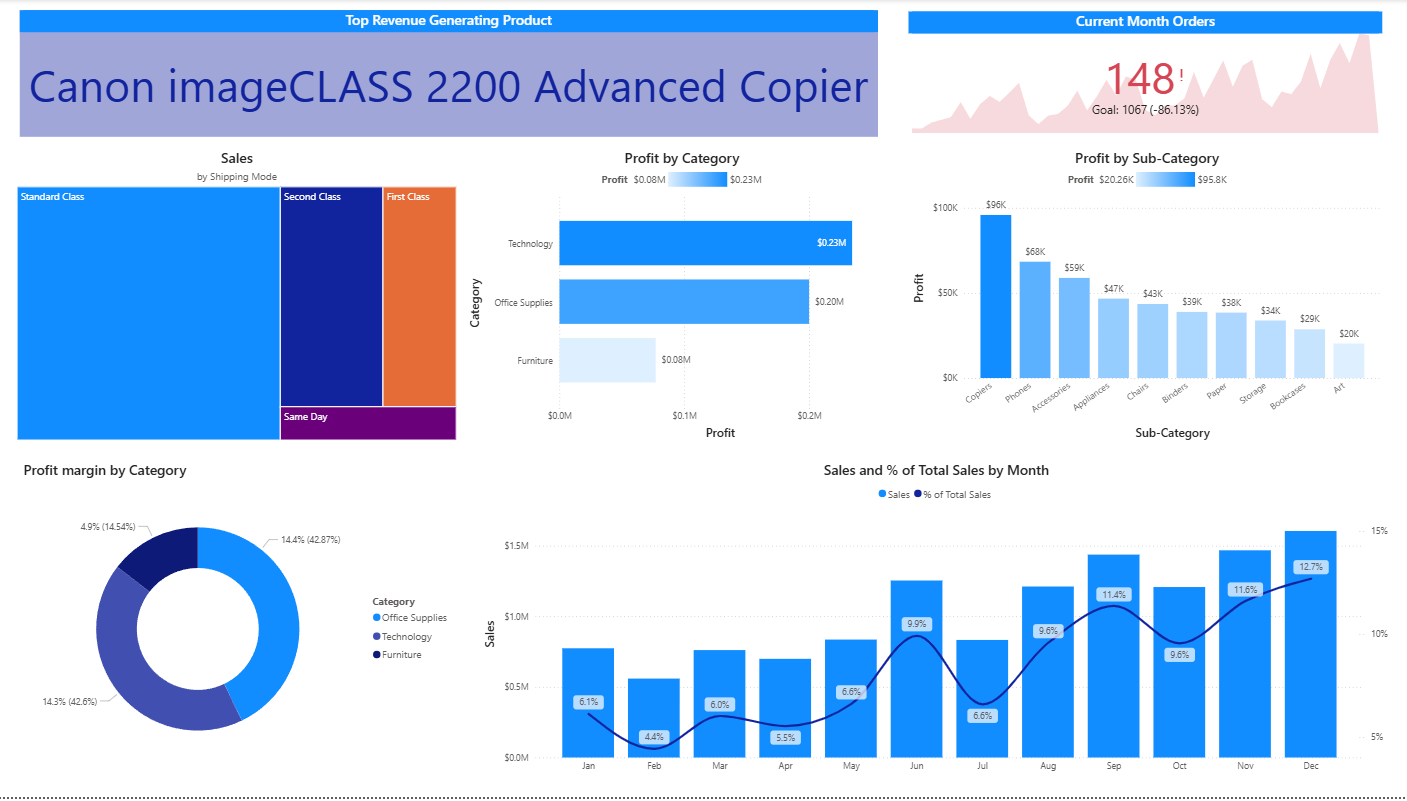 Top Revenue Generating Product
Canon imageCLASS 2200 Advanced Copier
Current Month Orders
148!
Goal: 1067 (-86.13%)
Sales
by Shipping Mode
Standard Class
Second Class
First Class
Same Day
Profit by Category
Profit $0.08M $0.23M
Category
Technology
$0.23M
Office Supplies
$0.20M
Furniture
$0.08M
$0.0M $0.1M $0.2M
Profit
Profit by Sub-Category
Profit $20.26K $95.8K
Profit
$100K
$50K
$0K
$96K $68K $59K $47K $43K $39K $38K $34K $29K $20K
Copiers Phones Accessories Appliances Chairs Binders Paper Storage Bookcases Art
Sub-Category
Profit margin by Category
4.9% (14.54%)
14.4% (42.87%)
14.3% (42.6%)
Category
Office Supplies
Technology
Furniture
Sales and % of Total Sales by Month
Sales % of Total Sales
Sales
$1.5M
$1.0M
$0.5M
$0.0M
15%
10%
5%
6.1% 4.4% 6.0% 5.5% 6.6% 9.9% 6.6% 9.6% 11.4% 9.6% 11.6% 12.7%
Jan Feb Mar Apr May Jun Jul Aug Sep Oct Nov Dec